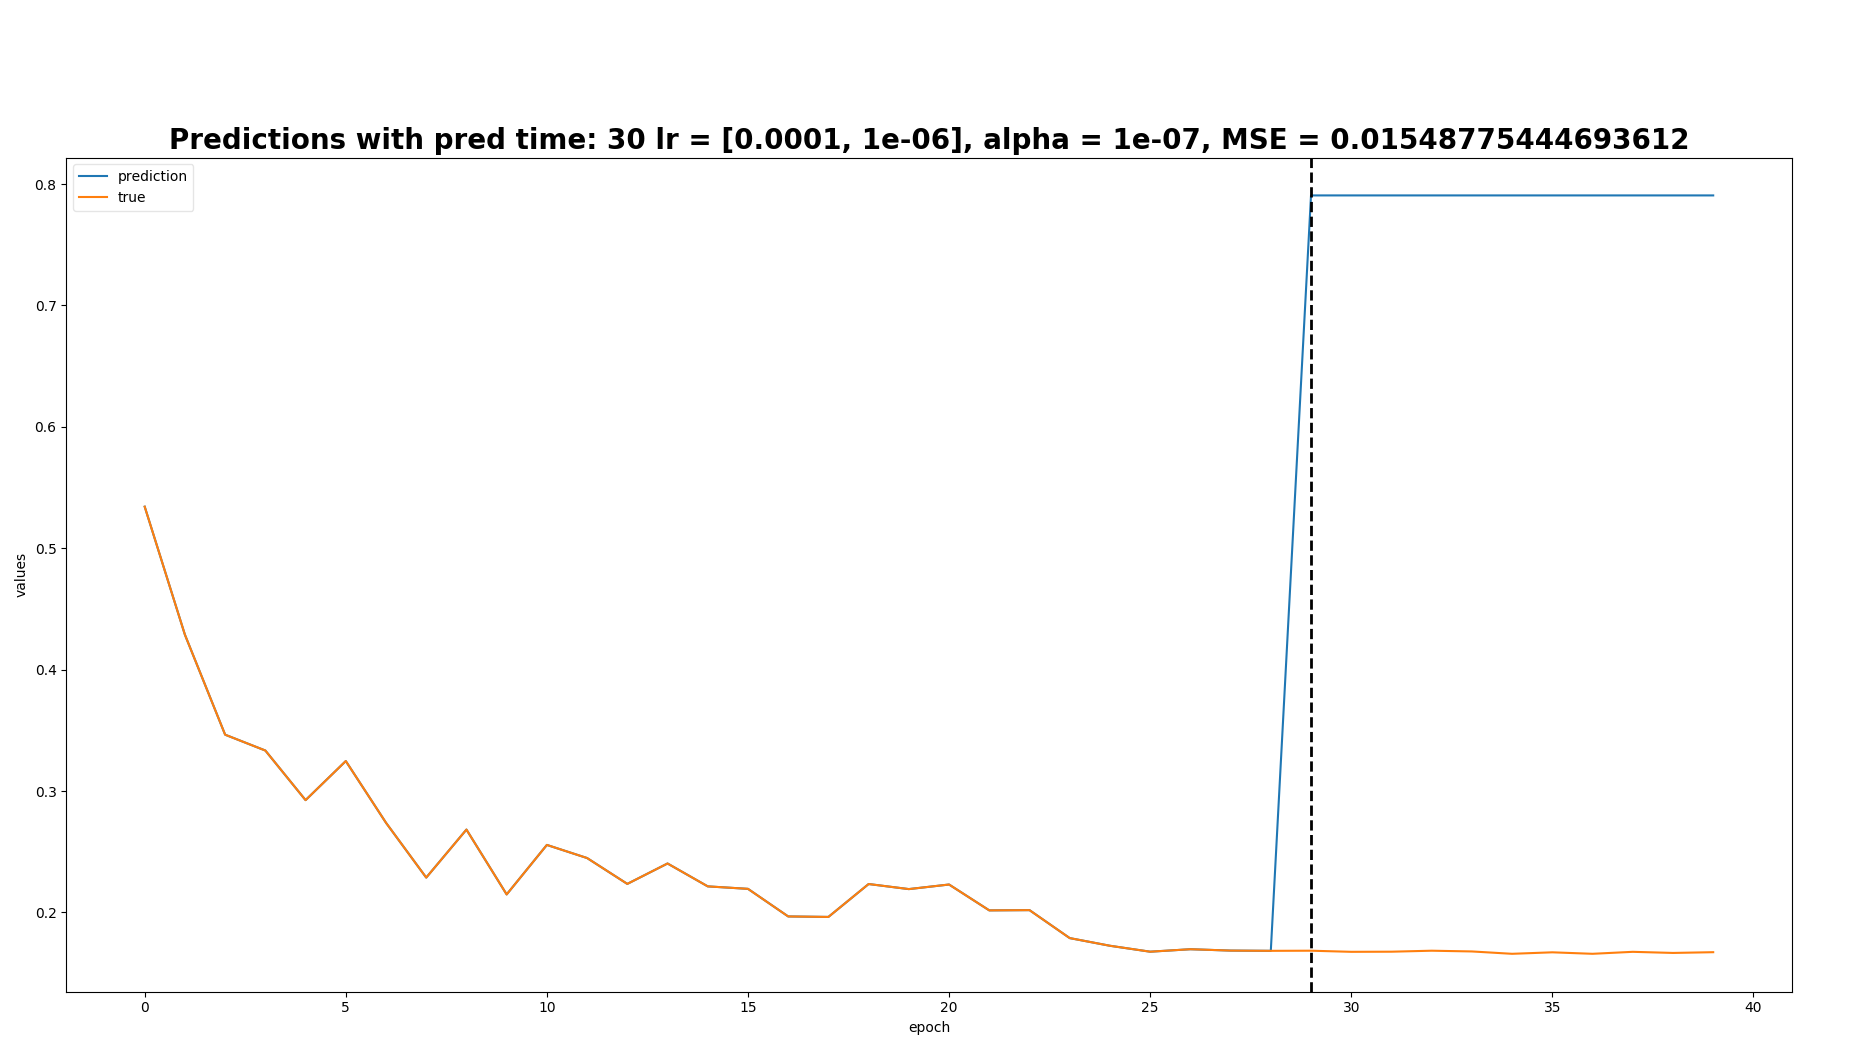 Predictions with pred time: 30 lr = [0.0001, 1e-06], alpha = 1e-07, MSE = 0.01548775444693612
prediction
true
0.8
0.7
0.6
0.5
0.4
0.3
0.2
values
0 5 10 15 20 25 30 35 40
epoch